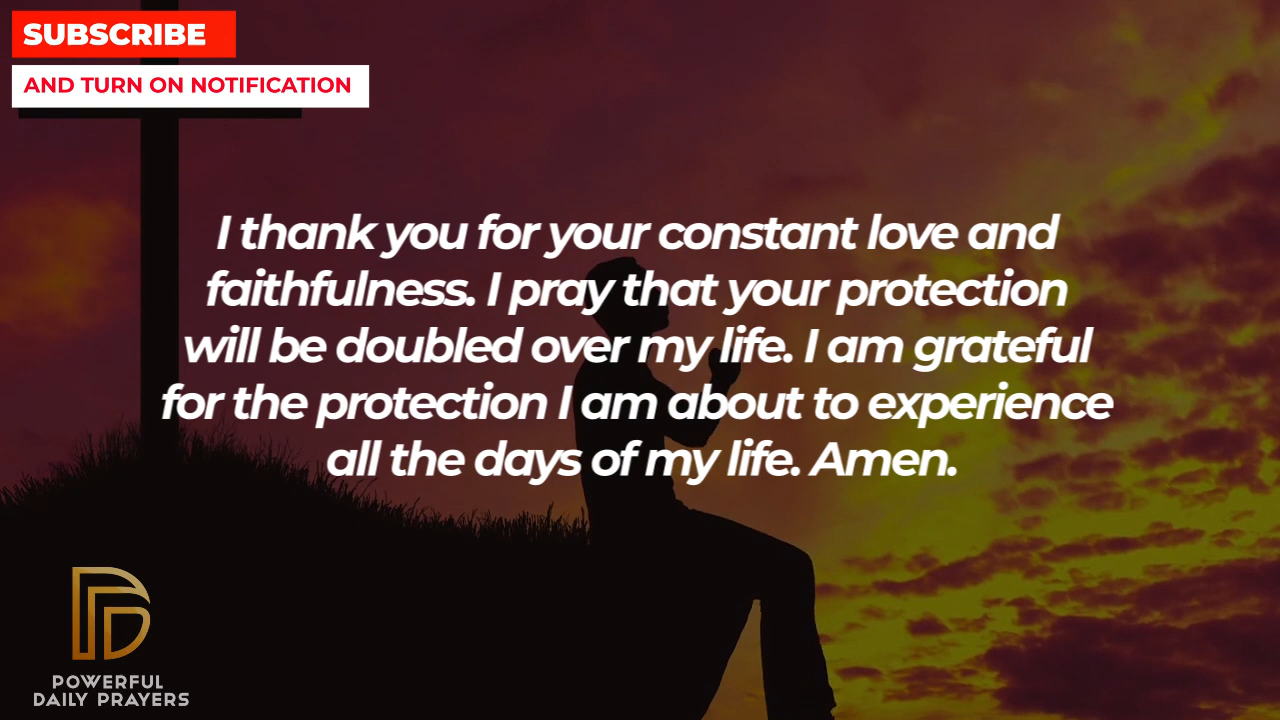 SUBSCRIBE
AND TURN ON NOTIFICATION
I thank you for your constant love and
faithfulness. I pray that your protection
will be doubled over my life. I am grateful
for the protection I am about to experience
all the days of my life. Amen.
POWERFUL
DAILY PRAYERS